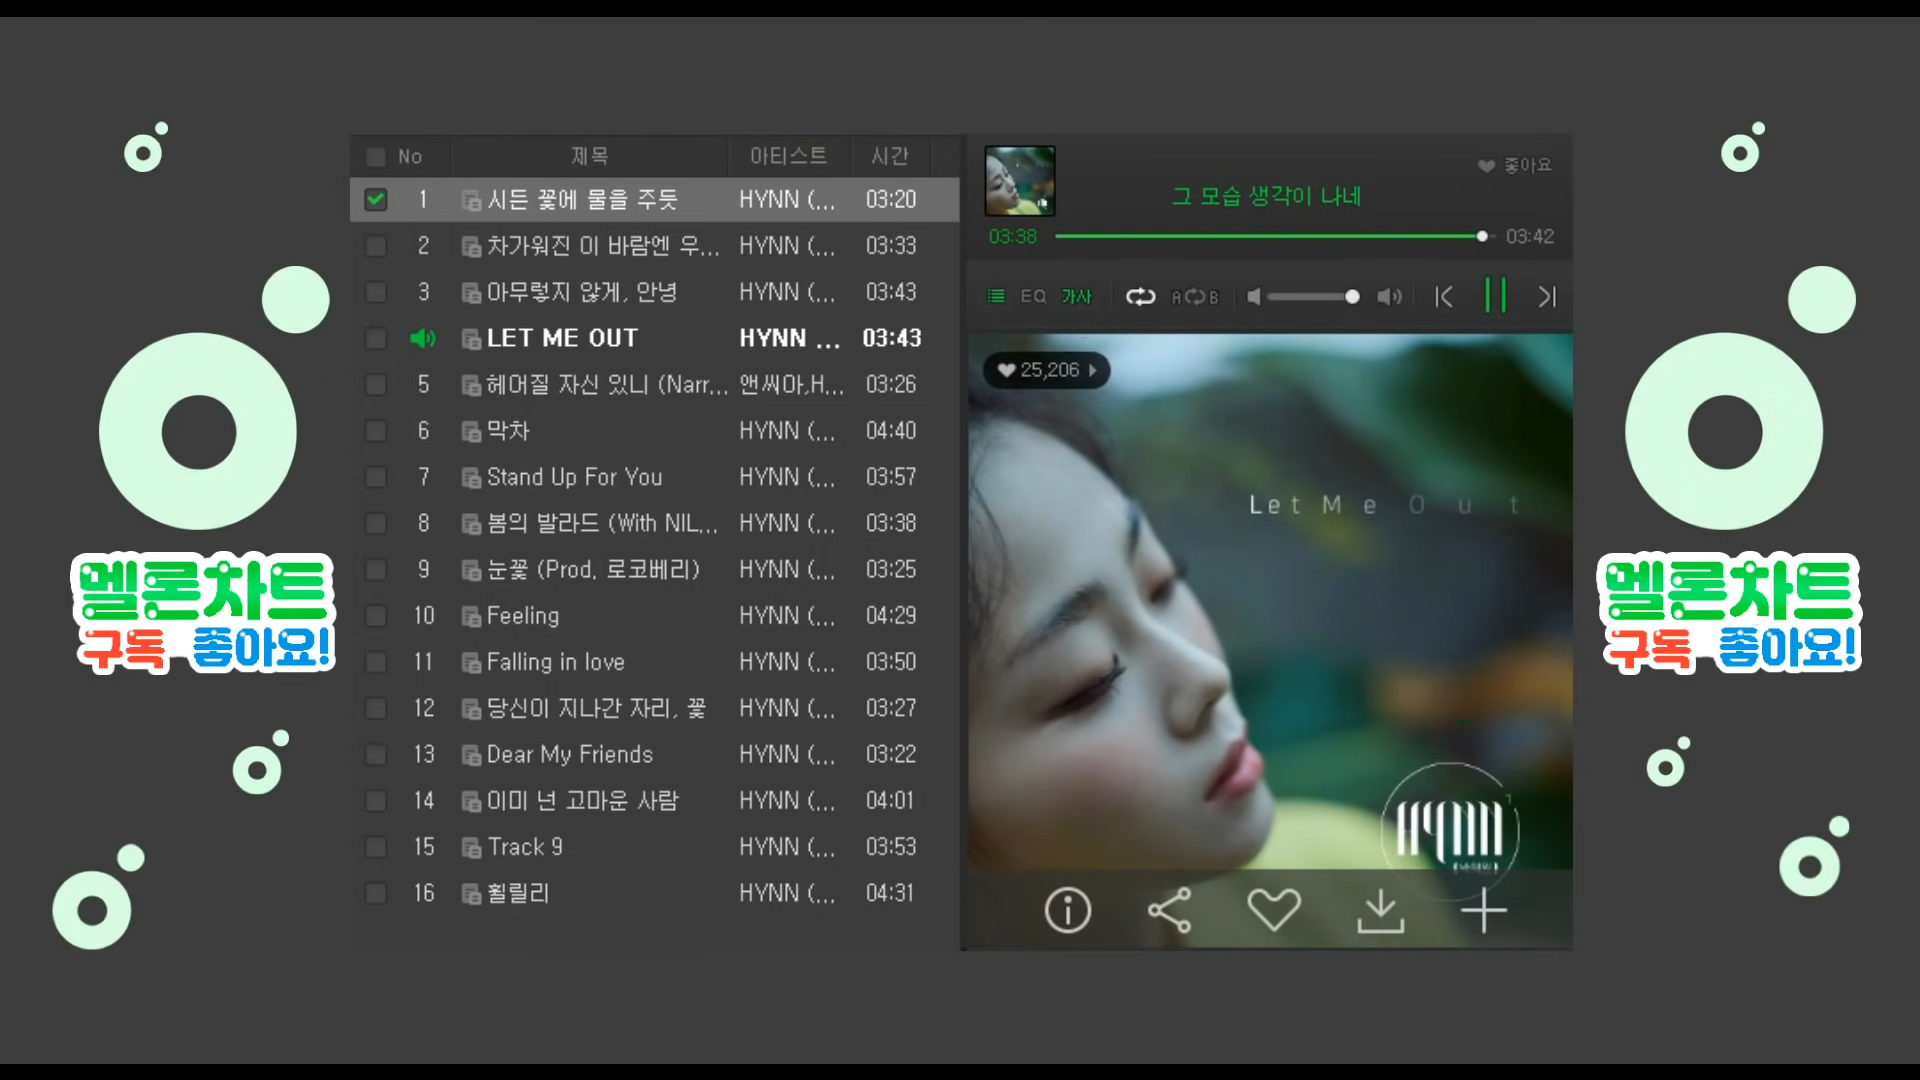 No 제목 아티스트 시간
1 시든 꽃에 물을 주듯 HYNN (... 03:20
2 차가워진 이 바람엔 우... HYNN (... 03:33
3 아무렇지 않게, 안녕 HYNN (... 03:43
LET ME OUT HYNN ... 03:43
5 헤어질 자신 있니 (Narr... 앤씨아,H... 03:26
6 막차 HYNN (... 04:40
7 Stand Up For You HYNN (... 03:57
8 봄의 발라드 (With NIL... HYNN (... 03:38
9 눈꽃 (Prod. 로코베리) HYNN (... 03:25
10 Feeling HYNN (... 04:29
11 Falling in love HYNN (... 03:50
12 당신이 지나간 자리, 꽃 HYNN (... 03:27
13 Dear My Friends HYNN (... 03:22
14 이미 넌 고마운 사람 HYNN (... 04:01
15 Track 9 HYNN (... 03:53
16 휠릴리 HYNN (... 04:31
좋아요
그 모습 생각이 나네
03:38 03:42
EQ 가사 A B
25,206
Let Me Out
HYNN
멜론차트
구독 좋아요!
멜론차트
구독 좋아요!